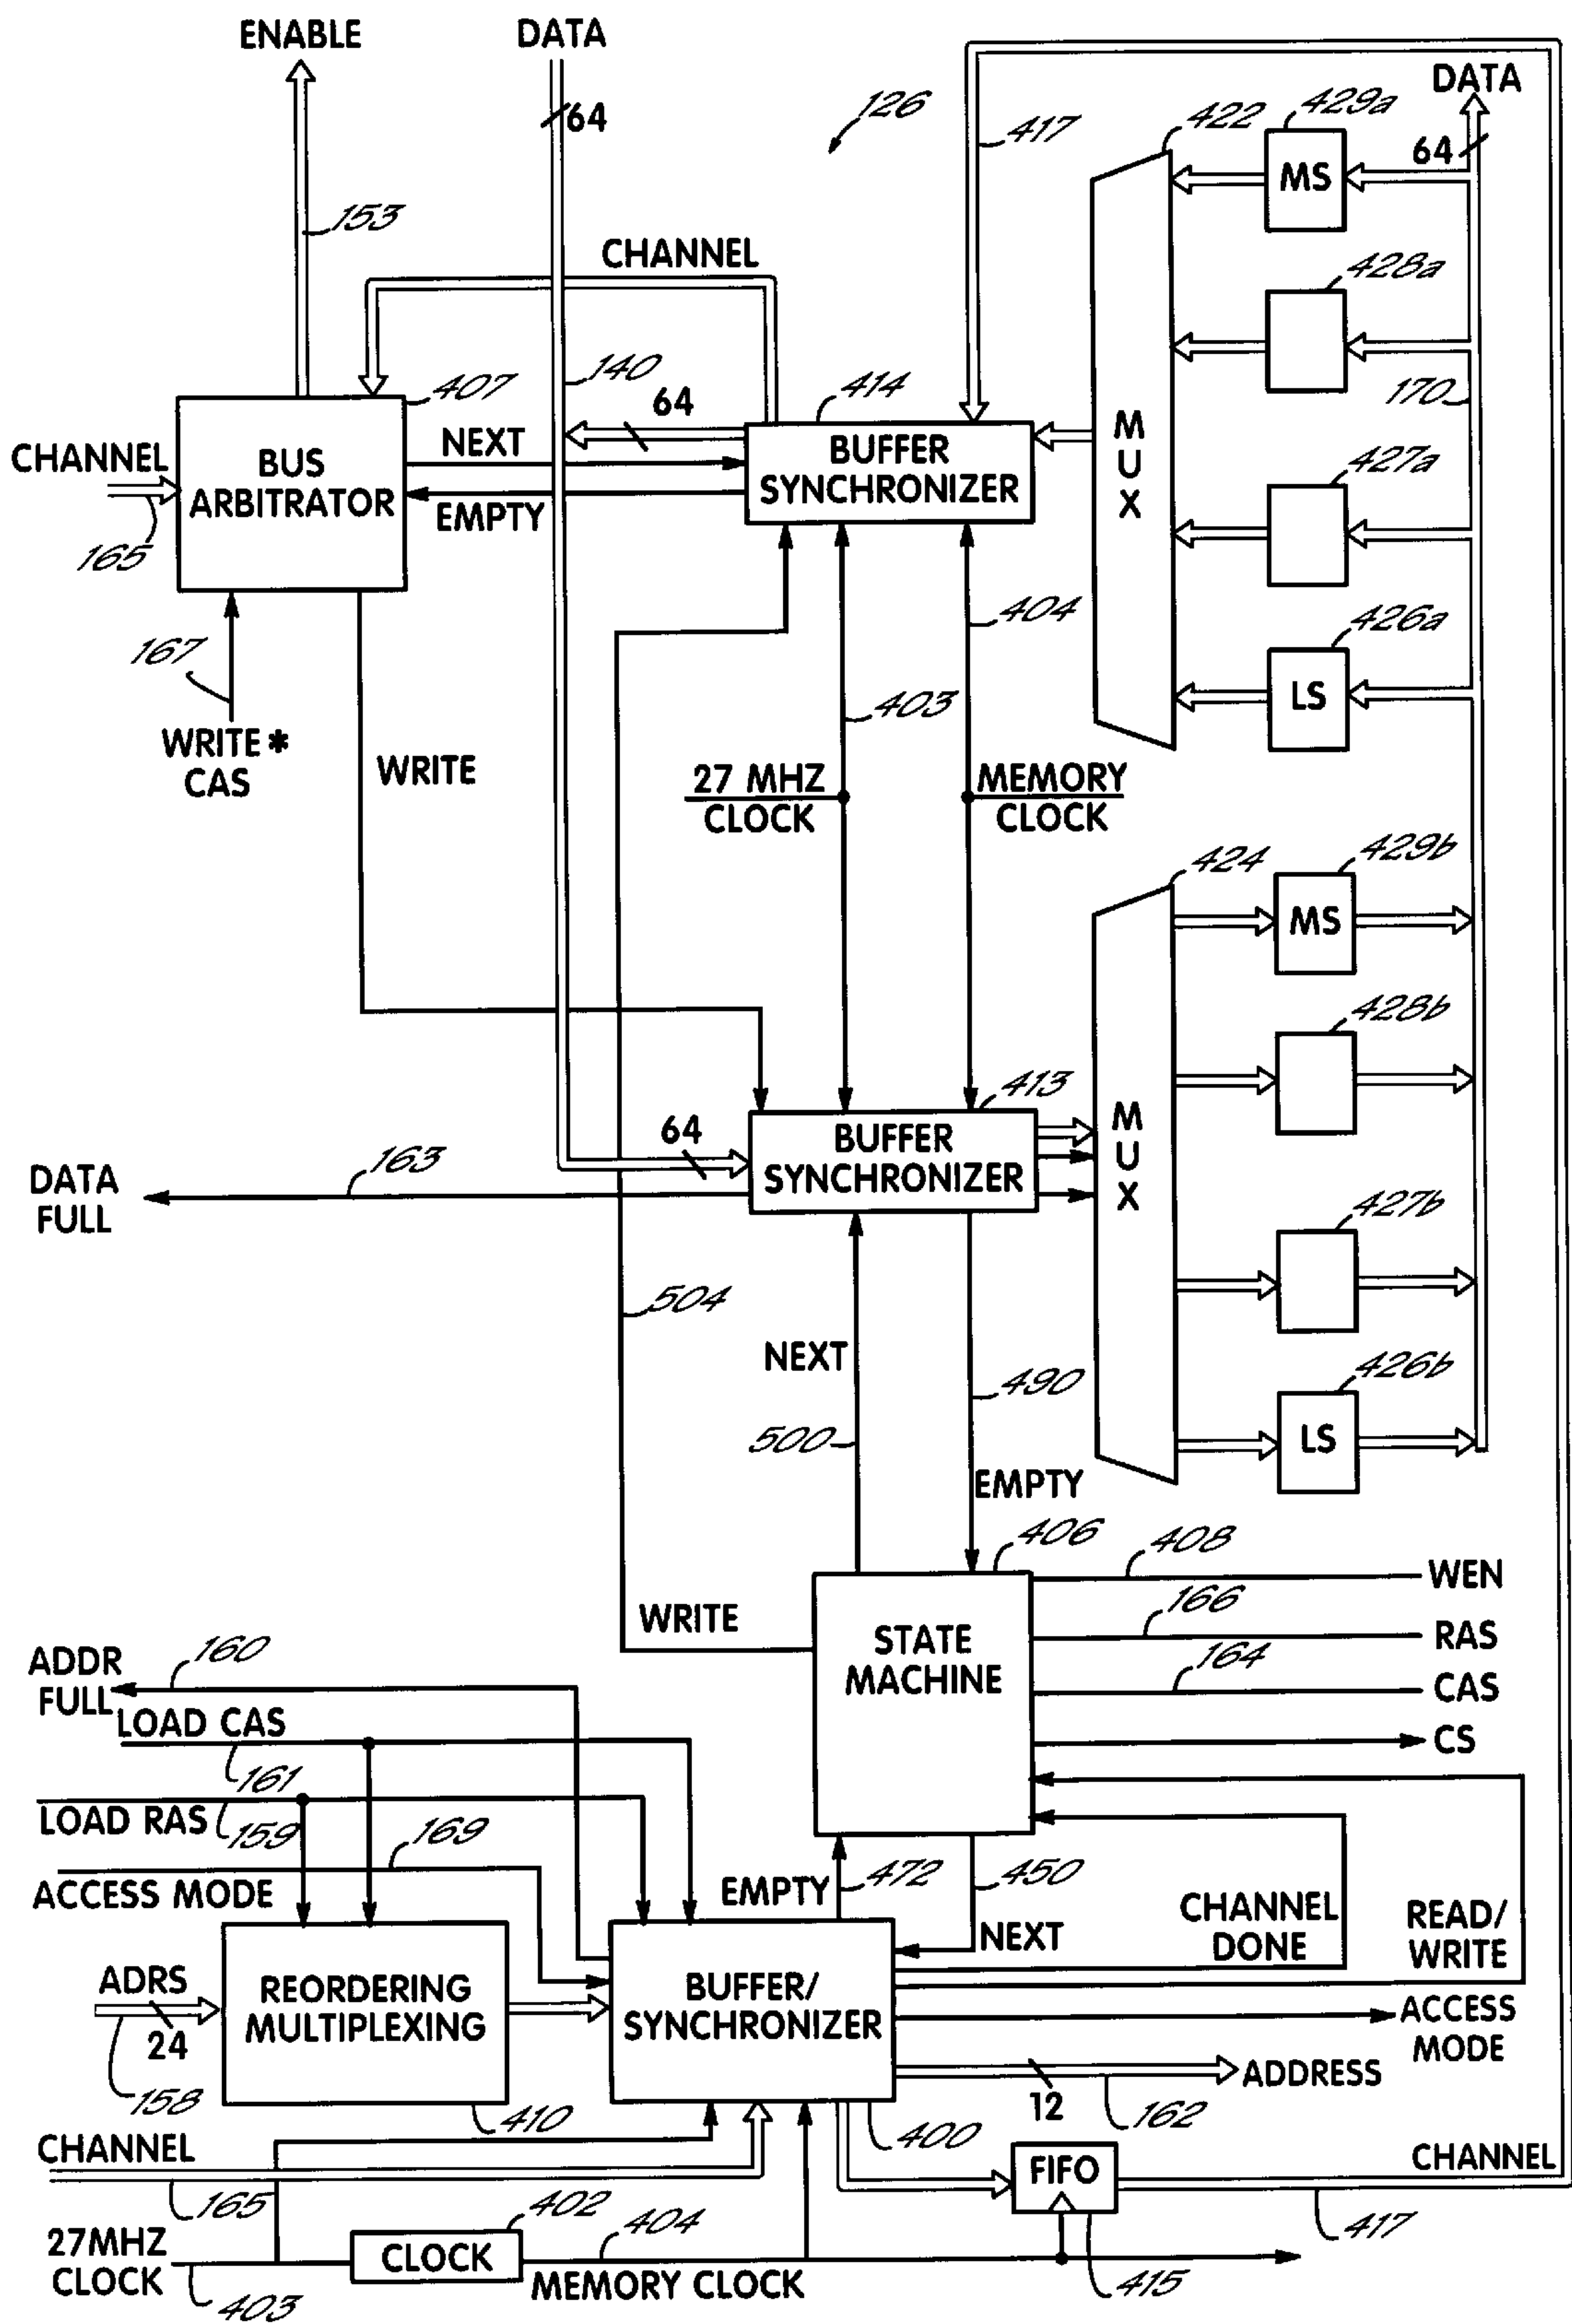 ENABLE
DATA
64
126
417
422
429a
DATA
64
MS
153
CHANNEL
428a
140
407
64
414
170
CHANNEL
BUS
ARBITRATOR
NEXT
EMPTY
BUFFER
SYNCHRONIZER
MUX
427a
165
404
426a
LS
167
403
WRITE *
CAS
WRITE
27 MHZ
CLOCK
MEMORY
CLOCK
424
429b
MS
428b
413
64
BUFFER
SYNCHRONIZER
MUX
DATA
FULL
163
427b
504
NEXT
490
426b
LS
500
EMPTY
406
408
WEN
166
RAS
WRITE
STATE
MACHINE
164
CAS
CS
ADDR
FULL
160
LOAD CAS
161
LOAD RAS
159
169
ACCESS MODE
EMPTY
472
450
NEXT
CHANNEL
DONE
READ/
WRITE
ADRS
24
158
REORDERING
MULTIPLEXING
410
BUFFER/
SYNCHRONIZER
ACCESS
MODE
ADDRESS
12
162
400
CHANNEL
165
FIFO
CHANNEL
417
27MHZ
CLOCK
403
402
CLOCK
404
MEMORY CLOCK
415